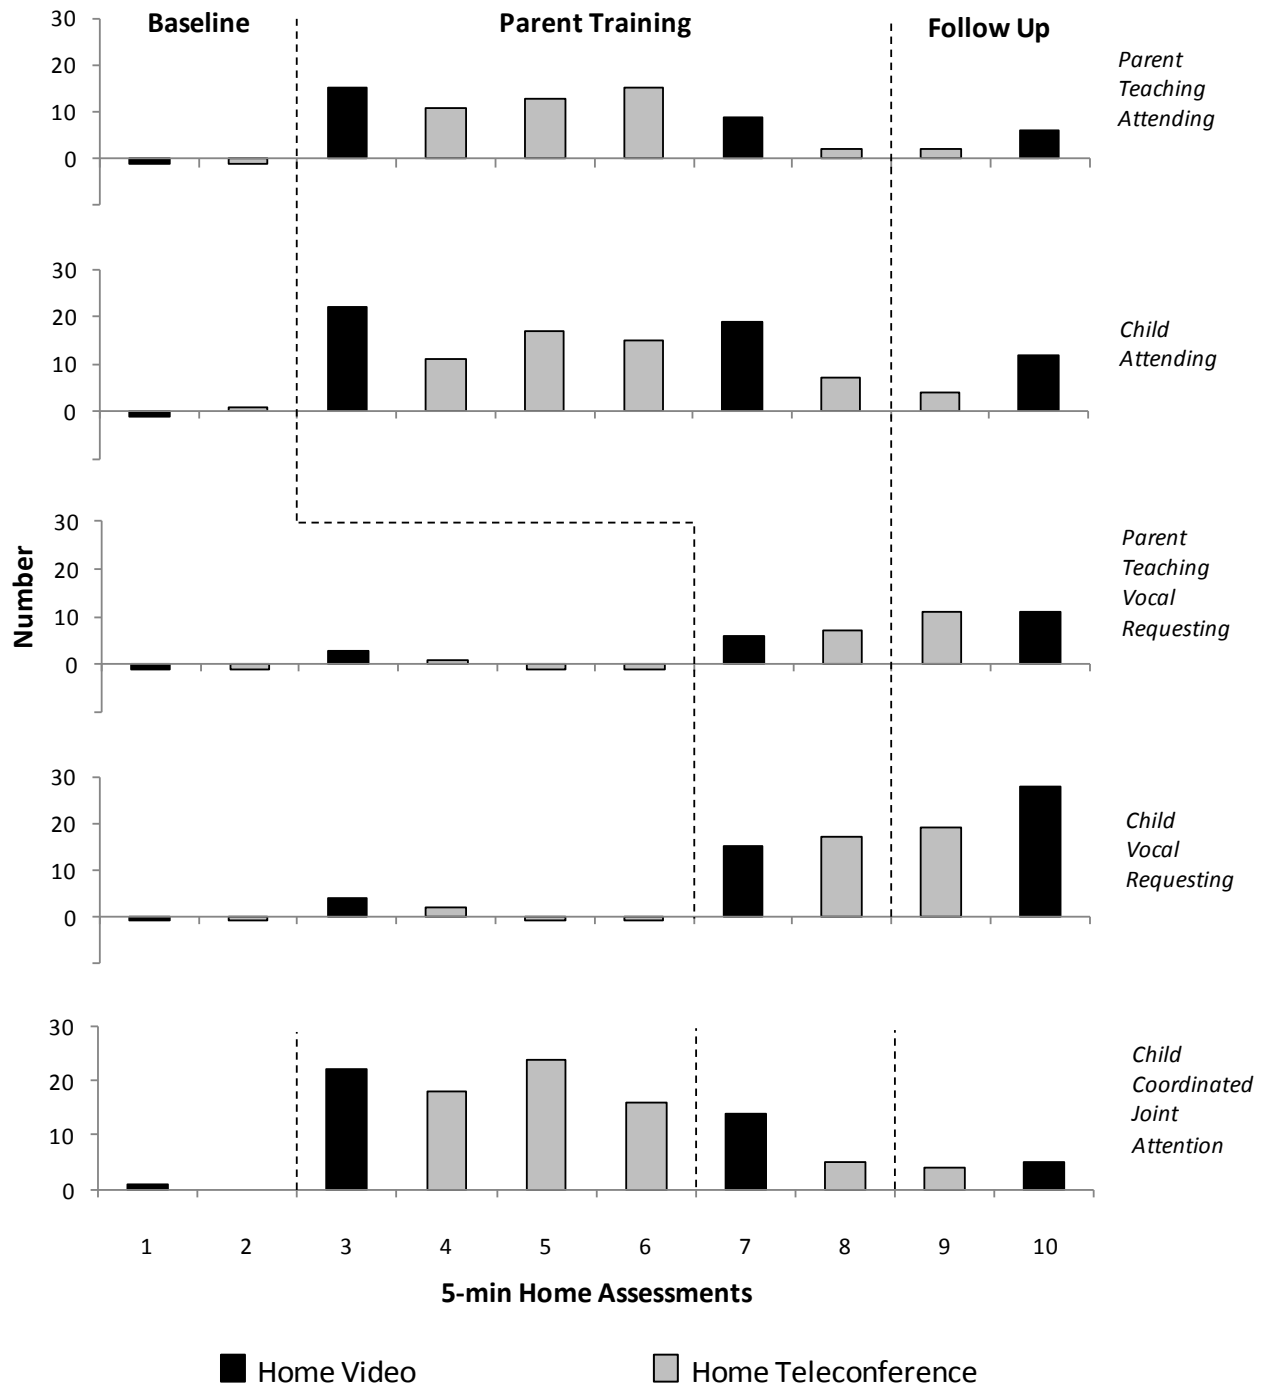 Baseline
Parent Training
Follow Up
30
20
10
0
Parent
Teaching
Attending
30
20
10
0
Child
Attending
Number
30
20
10
0
Parent
Teaching
Vocal
Requesting
30
20
10
0
Child
Vocal
Requesting
30
20
10
0
Child
Coordinated
Joint
Attention
1 2 3 4 5 6 7 8 9 10
5-min Home Assessments
Home Video
Home Teleconference